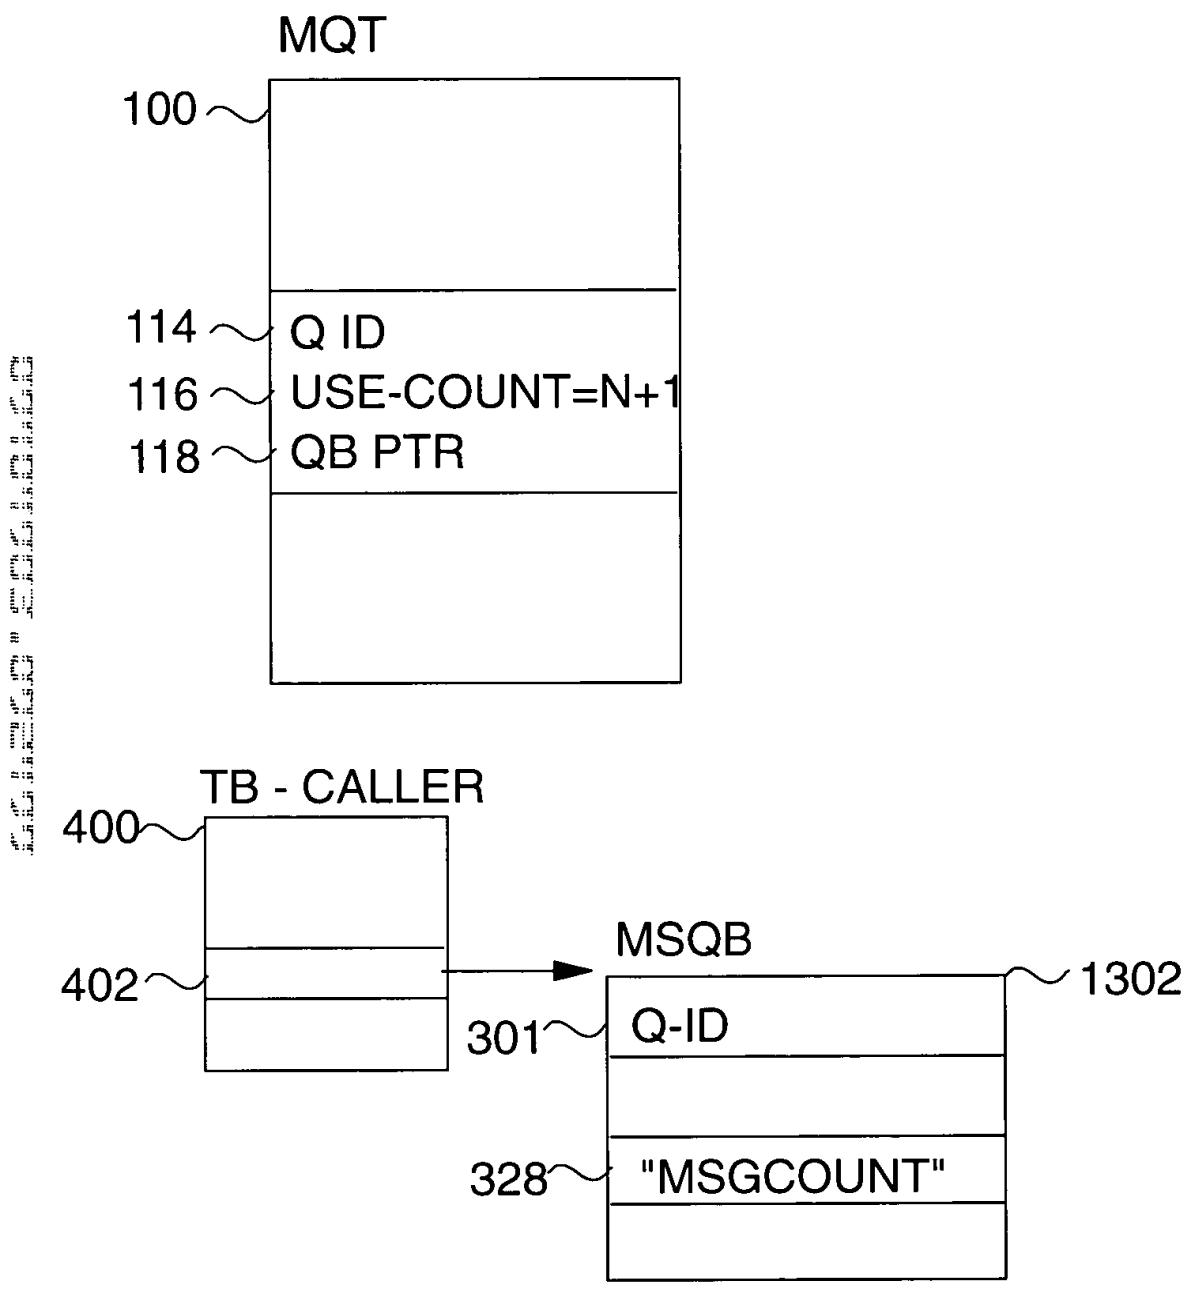 MQT
100
114 Q ID
116 USE-COUNT=N+1
118 QB PTR
TB - CALLER
400
MSQB
402
1302
301 Q-ID
328 "MSGCOUNT"